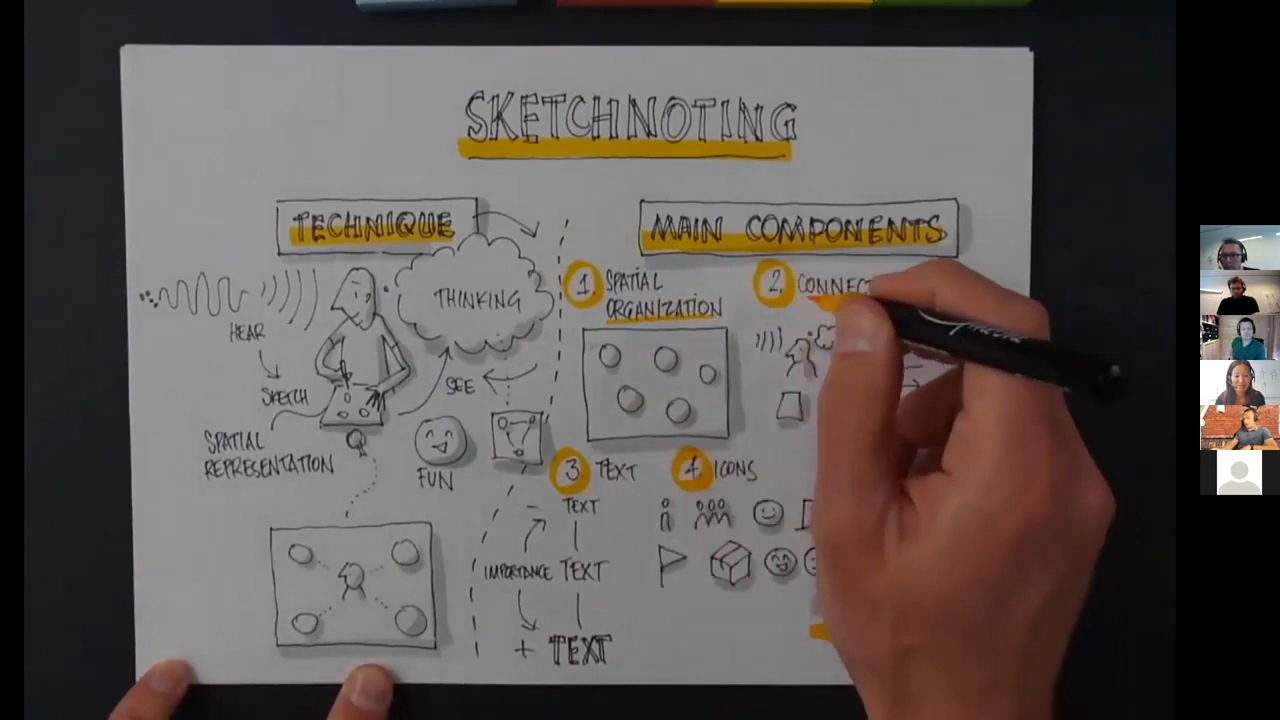 SKETCHNOTING
TECHNIQUE
THINKING
HEAR
SKETCH
SEE
SPATIAL
REPRESENTATION
FUN
MAIN COMPONENTS
1. SPATIAL
ORGANIZATION
2.
3. TEXT
- TEXT
IMPORTANCE TEXT
+ TEXT
4. ICONS